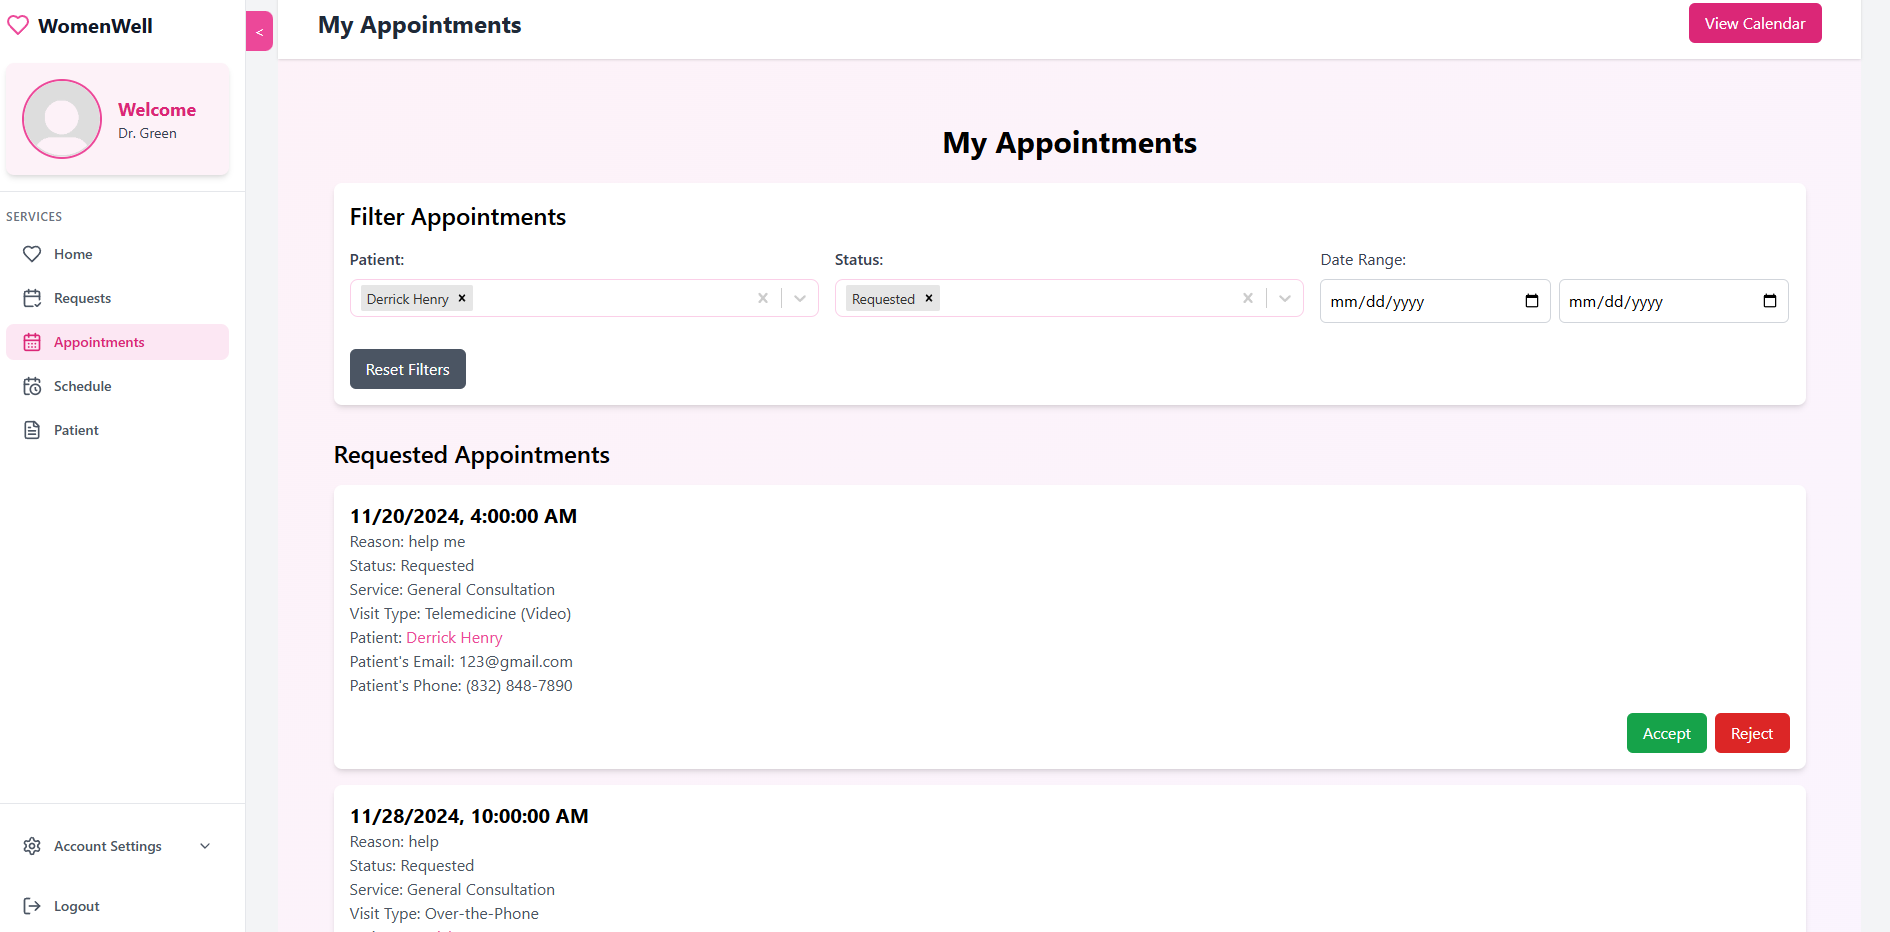 WomenWell
<
My Appointments
View Calendar
Welcome
Dr. Green
SERVICES
Home
Requests
Appointments
Schedule
Patient
Account Settings
Logout
My Appointments
Filter Appointments
Patient:
Status:
Date Range:
Derrick Henry
Requested
mm/dd/yyyy
mm/dd/yyyy
Reset Filters
Requested Appointments
11/20/2024, 4:00:00 AM
Reason: help me
Status: Requested
Service: General Consultation
Visit Type: Telemedicine (Video)
Patient: Derrick Henry
Patient's Email: 123@gmail.com
Patient's Phone: (832) 848-7890
Accept
Reject
11/28/2024, 10:00:00 AM
Reason: help
Status: Requested
Service: General Consultation
Visit Type: Over-the-Phone